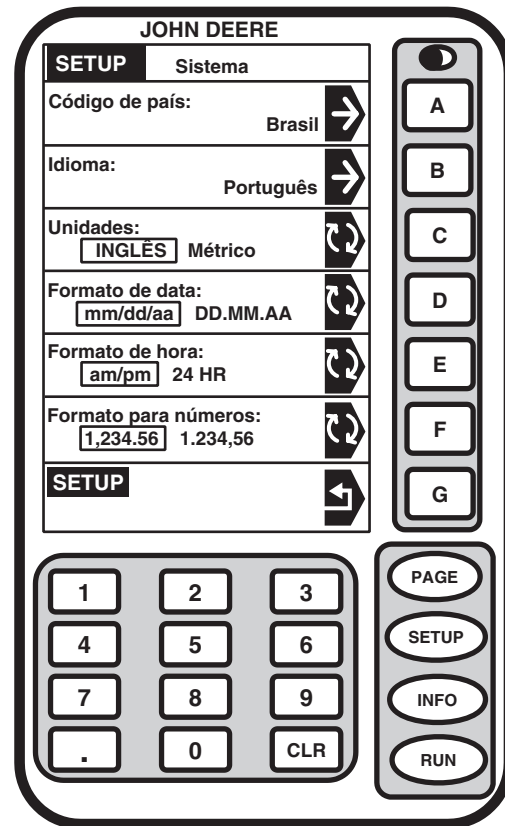 JOHN DEERE
SETUP Sistema
Código de país:
Brasil
A
Idioma:
Português
B
Unidades:
INGLÊS Métrico
C
Formato de data:
mm/dd/aa DD.MM.AA
D
Formato de hora:
am/pm 24 HR
E
Formato para números:
1,234.56 1.234,56
F
SETUP
G
1 2 3
4 5 6
7 8 9
. 0 CLR
PAGE
SETUP
INFO
RUN